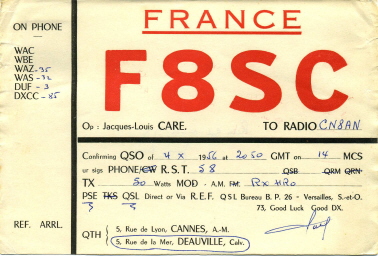 FRANCE
ON PHONE
WAC
WBE
WAZ-35
WAS-32
DUF-3
DXCC-85
F8SC
Op : Jacques-Louis CARE. TO RADIO CN8AN
Confirming QSO of 4 X 1956 at 2050 GMT on 14 MCS
ur sigs PHONE/CW R.S.T. 58 QSB QRM QRN
TX 50 Watts MOD - A.M. FM. Rx HRO
PSE TKS QSL Direct or Via R.E.F. QSL Bureau B. P. 26 - Versailles, S.-et-O.
73, Good Luck Good DX.
REF. ARRL.
QTH 5, Rue de Lyon, CANNES, A.-M.
5, Rue de la Mer, DEAUVILLE, Calv.